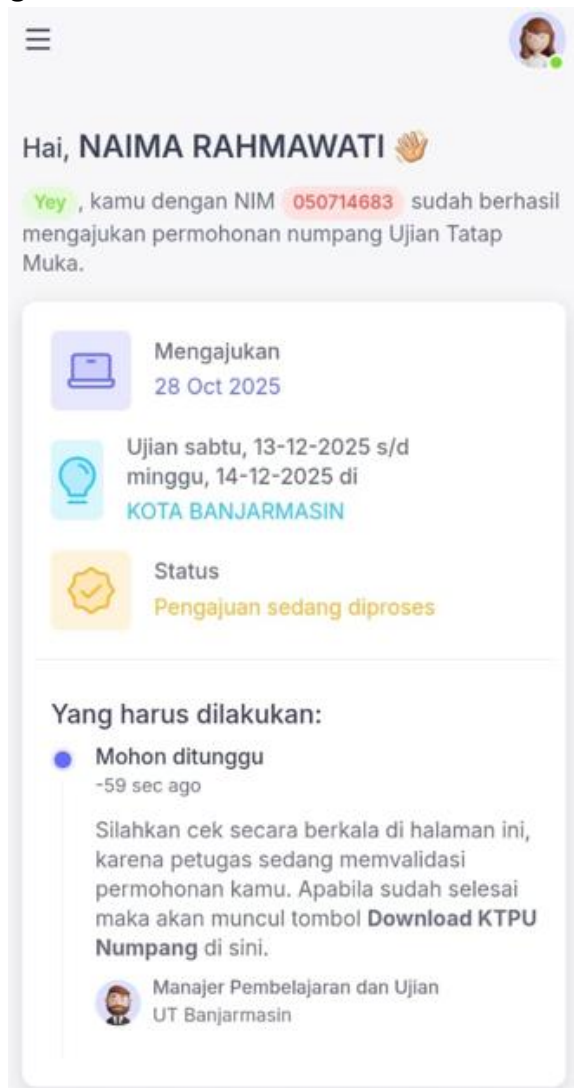 Hai, NAIMA RAHMAWATI 👋
Yey , kamu dengan NIM 050714683 sudah berhasil
mengajukan permohonan numpang Ujian Tatap
Muka.
Mengajukan
28 Oct 2025
Ujian sabtu, 13-12-2025 s/d
minggu, 14-12-2025 di
KOTA BANJARMASIN
Status
Pengajuan sedang diproses
Yang harus dilakukan:
Mohon ditunggu
-59 sec ago
Silahkan cek secara berkala di halaman ini,
karena petugas sedang memvalidasi
permohonan kamu. Apabila sudah selesai
maka akan muncul tombol Download KTPU
Numpang di sini.
Manajer Pembelajaran dan Ujian
UT Banjarmasin